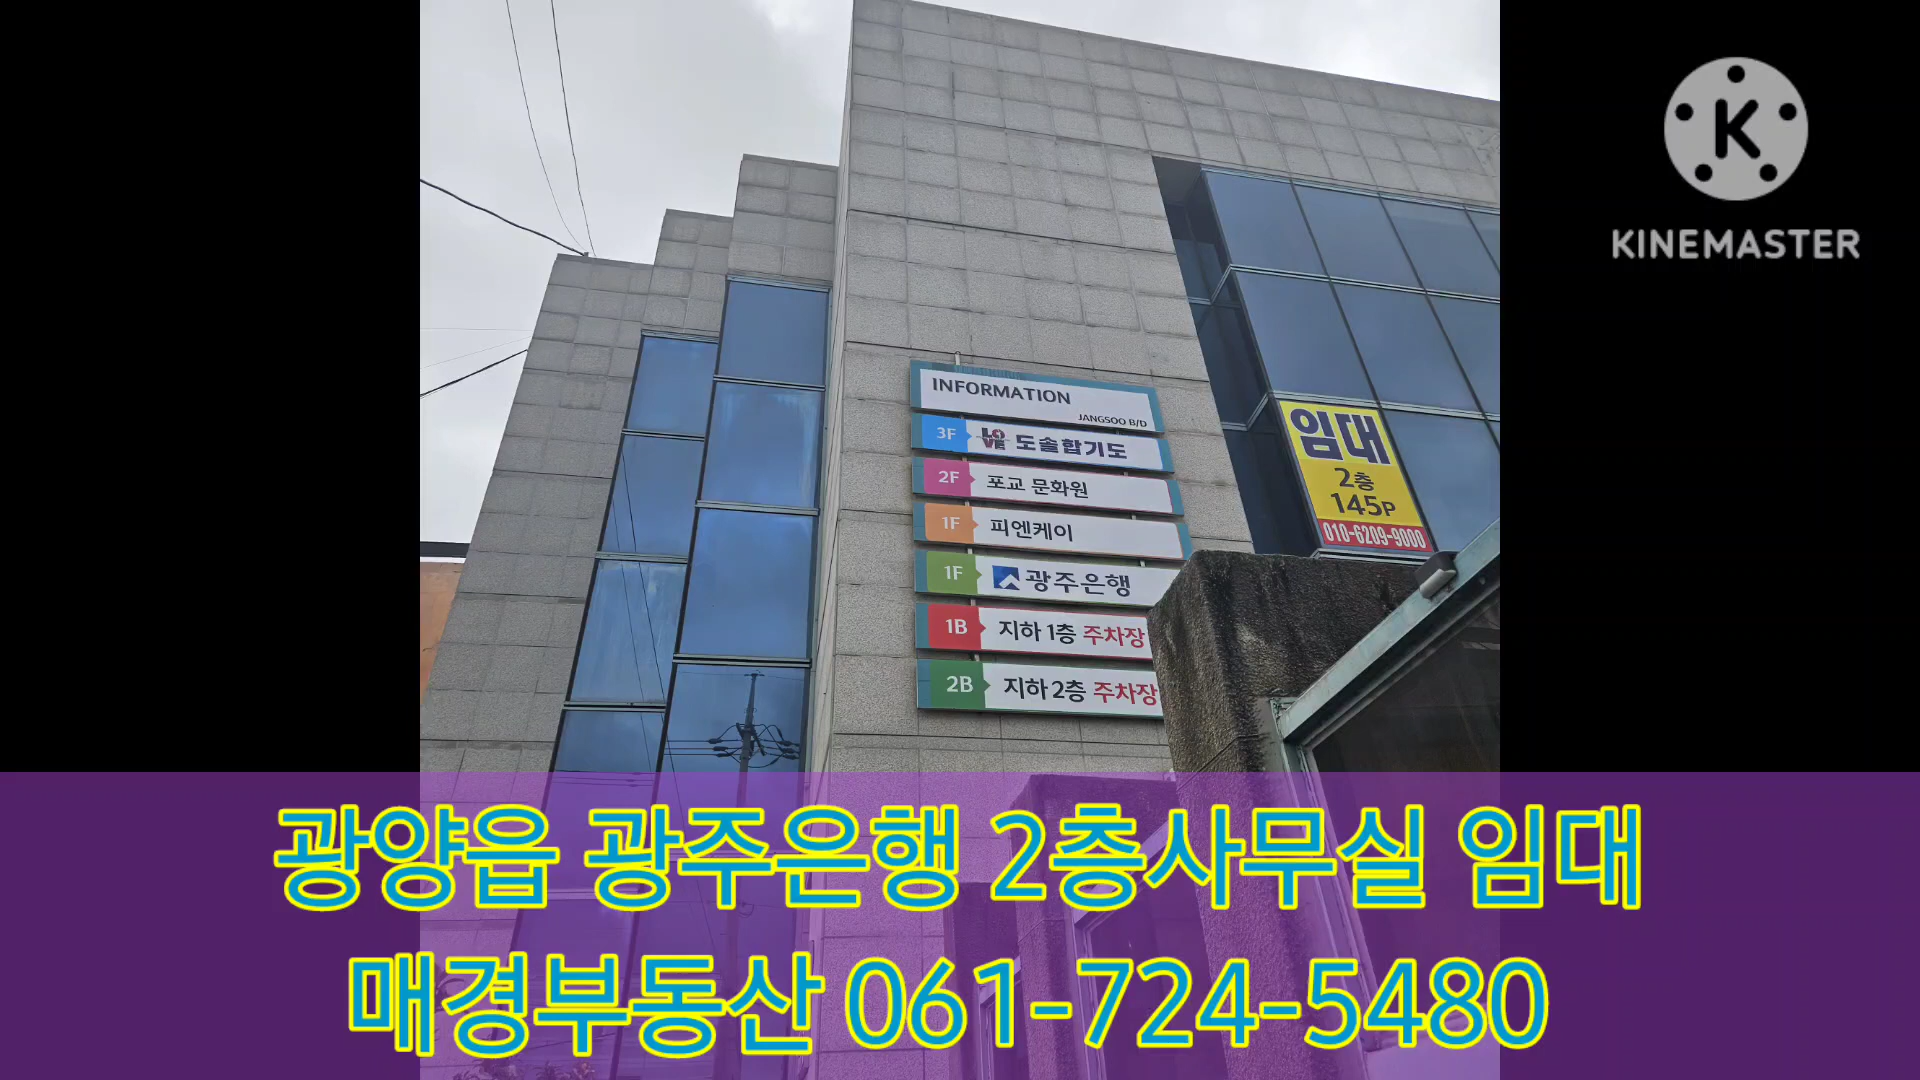 KINEMASTER
INFORMATION
JANGSOO B/D
3F LOVE 도솔합기도
2F 포교 문화원
1F 피엔케이
1F 광주은행
1B 지하 1층 주차장
2B 지하 2층 주차장
임대
2층
145P
010-6209-9000
광양읍 광주은행 2층사무실 임대
매경부동산 061-724-5480